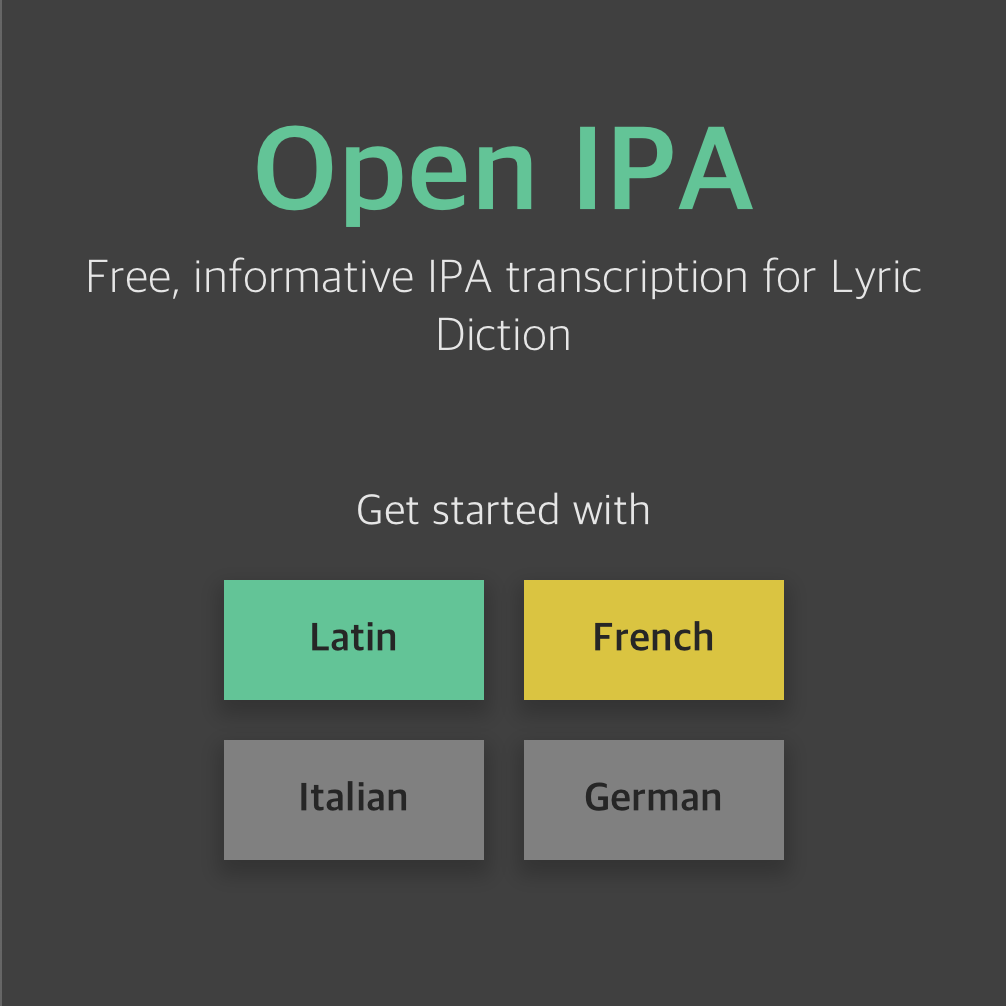 Open IPA
Free, informative IPA transcription for Lyric
Diction
Get started with
Latin
French
Italian
German